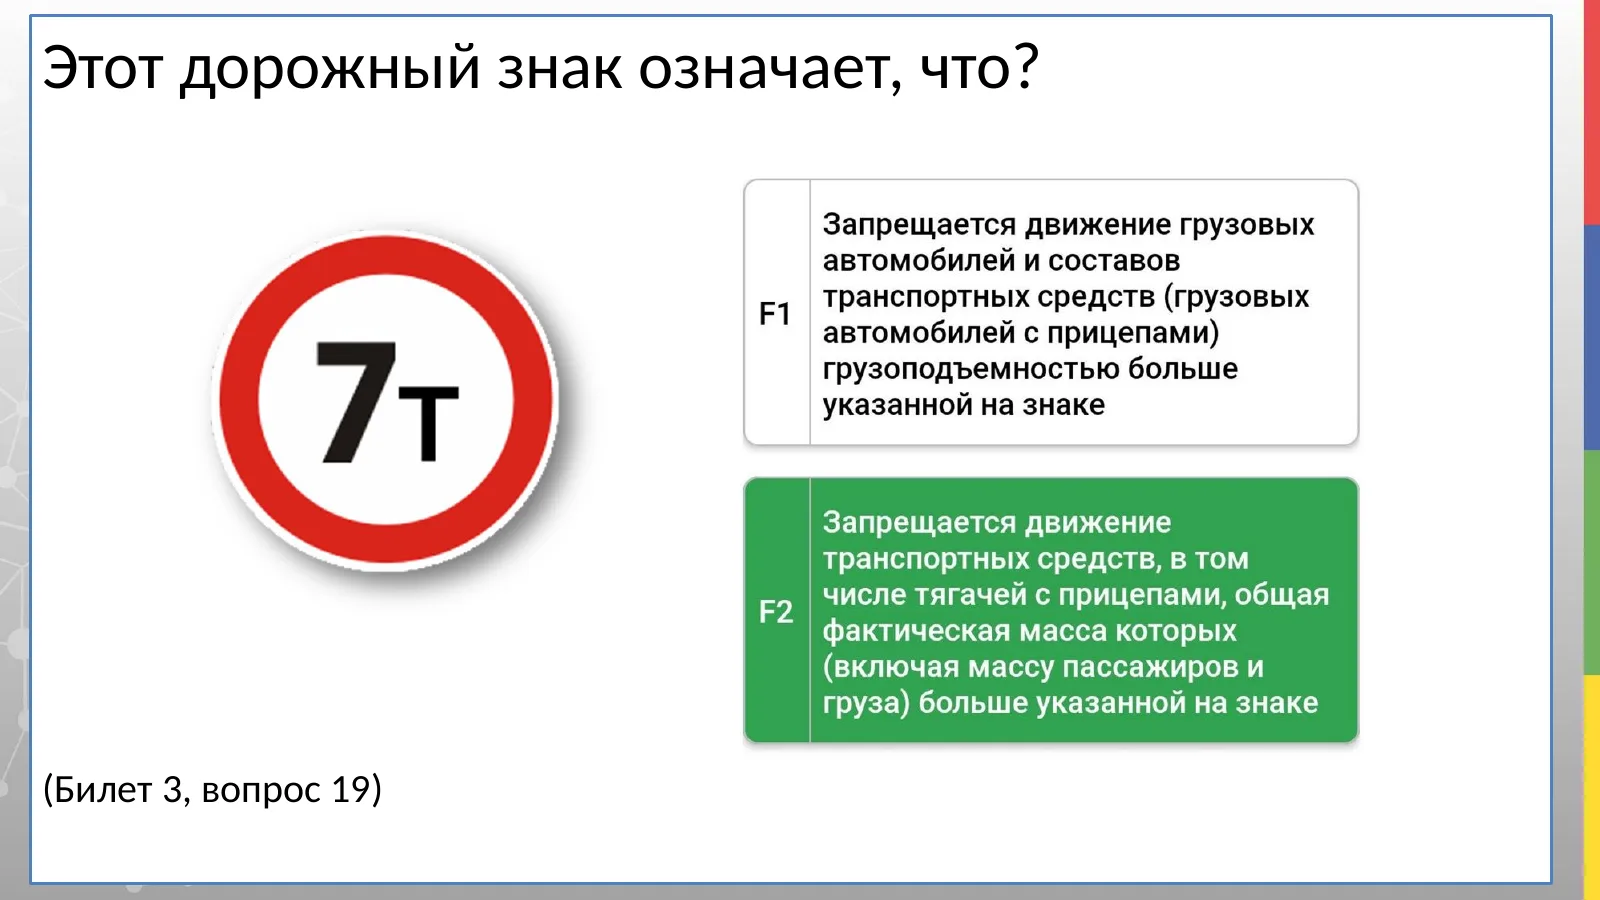 Этот дорожный знак означает, что?
7т
F1
Запрещается движение грузовых
автомобилей и составов
транспортных средств (грузовых
автомобилей с прицепами)
грузоподъемностью больше
указанной на знаке
F2
Запрещается движение
транспортных средств, в том
числе тягачей с прицепами, общая
фактическая масса которых
(включая массу пассажиров и
груза) больше указанной на знаке
(Билет 3, вопрос 19)